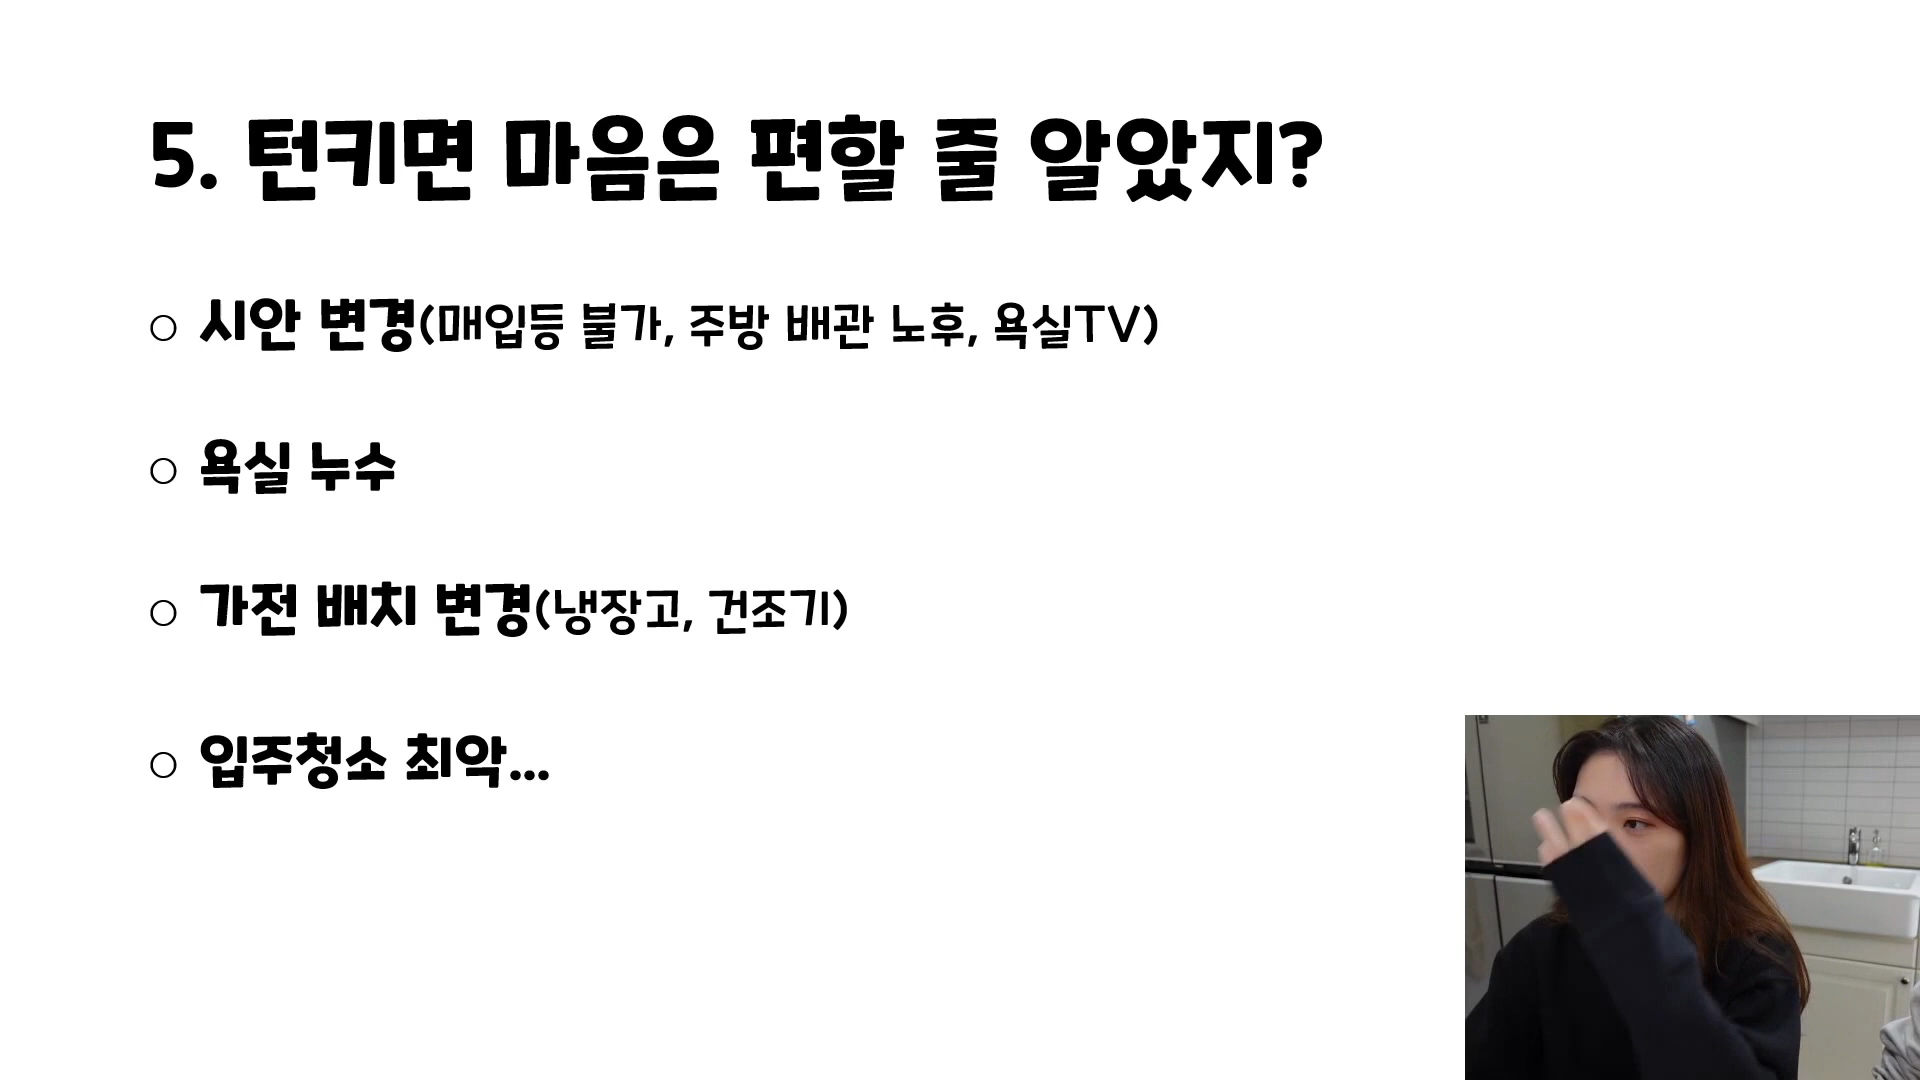 5. 턴키면 마음은 편할 줄 알았지?
○ 시안 변경(매입등 불가, 주방 배관 노후, 욕실TV)
○ 욕실 누수
○ 가전 배치 변경(냉장고, 건조기)
○ 입주청소 최악...